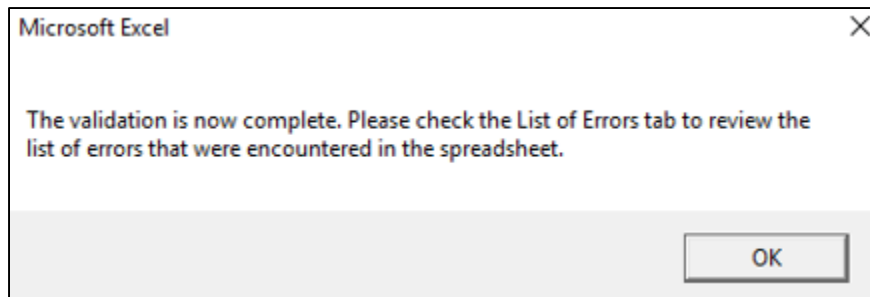 Microsoft Excel
The validation is now complete. Please check the List of Errors tab to review the
list of errors that were encountered in the spreadsheet.
OK